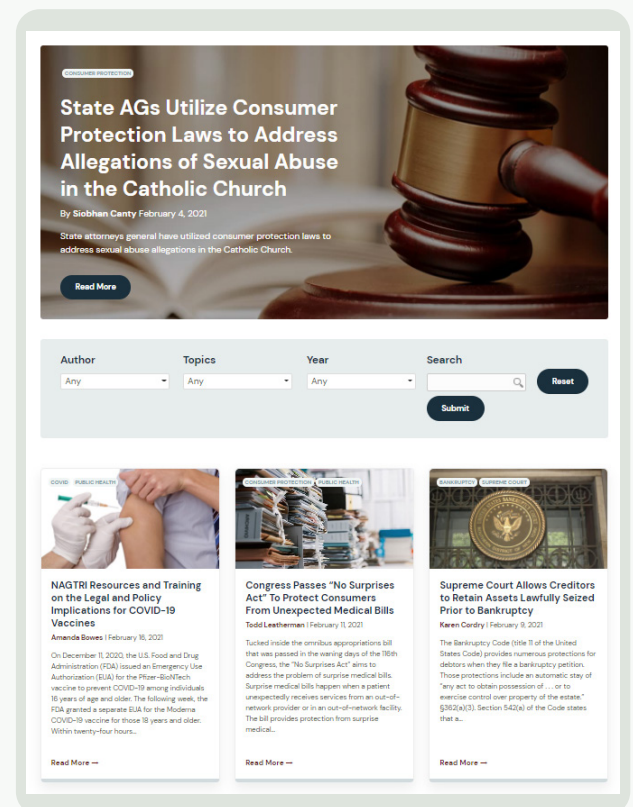 CONSUMER PROTECTION
State AGs Utilize Consumer
Protection Laws to Address
Allegations of Sexual Abuse
in the Catholic Church
By Siobhan Canty February 4, 2021
State attorneys general have utilized consumer protection laws to
address sexual abuse allegations in the Catholic Church.
Read More
Author
Topics
Year
Search
Any
Any
Any
Reset
Submit
COVID PUBLIC HEALTH
NAGTRI Resources and Training
on the Legal and Policy
Implications for COVID-19
Vaccines
Amanda Bowes | February 16, 2021
On December 11, 2020, the U.S. Food and Drug
Administration (FDA) issued an Emergency Use
Authorization (EUA) for the Pfizer-BioNTech
vaccine to prevent COVID-19 among individuals
16 years of age and older. The following week, the
FDA granted a separate EUA for the Moderna
COVID-19 vaccine for those 18 years and older.
Within twenty-four hours...
Read More —
CONSUMER PROTECTION PUBLIC HEALTH
Congress Passes “No Surprises
Act” To Protect Consumers
From Unexpected Medical Bills
Todd Leatherman | February 11, 2021
Tucked inside the omnibus appropriations bill
that was passed in the waning days of the 116th
Congress, the "No Surprises Act" aims to
address the problem of surprise medical bills.
Surprise medical bills happen when a patient
unexpectedly receives services from an out-of-
network provider or in an out-of-network facility.
The bill provides protection from surprise
medical...
Read More —
BANKRUPTCY SUPREME COURT
Supreme Court Allows Creditors
to Retain Assets Lawfully Seized
Prior to Bankruptcy
Karen Cordry | February 9, 2021
The Bankruptcy Code (title 11 of the United
States Code) provides numerous protections for
debtors when they file a bankruptcy petition.
Those protections include an automatic stay of
"any act to obtain possession of . . . or to
exercise control over property of the estate."
§362(a)(3). Section 542(a) of the Code states
that a...
Read More —